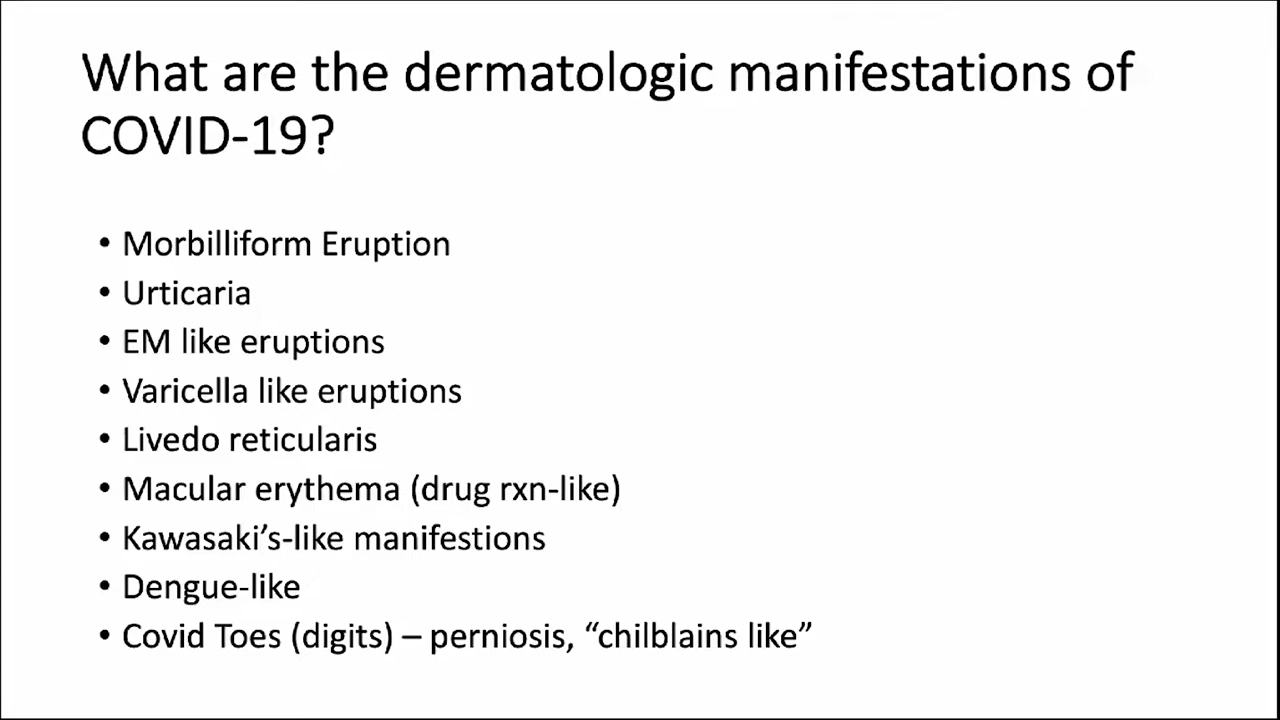 What are the dermatologic manifestations of
COVID-19?
• Morbilliform Eruption
• Urticaria
• EM like eruptions
• Varicella like eruptions
• Livedo reticularis
• Macular erythema (drug rxn-like)
• Kawasaki’s-like manifestions
• Dengue-like
• Covid Toes (digits) – perniosis, “chilblains like”